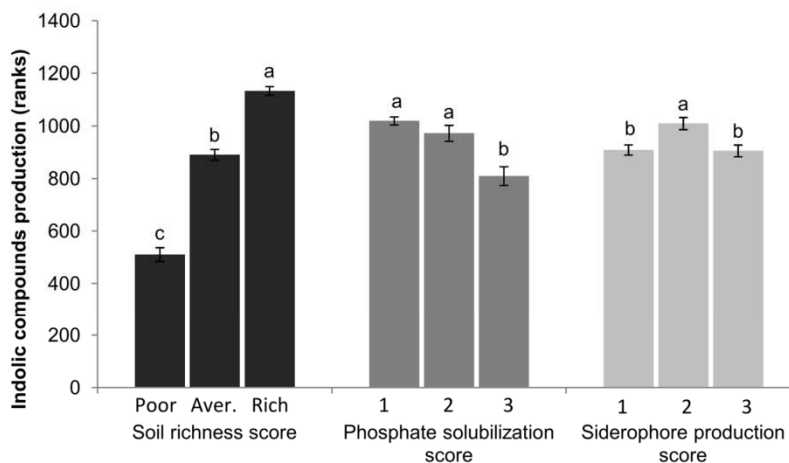 Indolic compounds production (ranks)
1400
1200
1000
800
600
400
200
0
c
b
a
a
a
b
b
a
b
Poor Aver. Rich
1 2 3
1 2 3
Soil richness score
Phosphate solubilization
score
Siderophore production
score